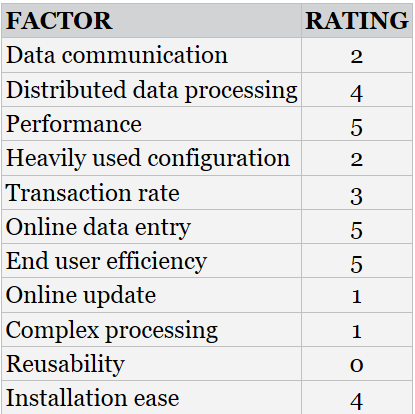 FACTOR RATING
Data communication 2
Distributed data processing 4
Performance 5
Heavily used configuration 2
Transaction rate 3
Online data entry 5
End user efficiency 5
Online update 1
Complex processing 1
Reusability 0
Installation ease 4